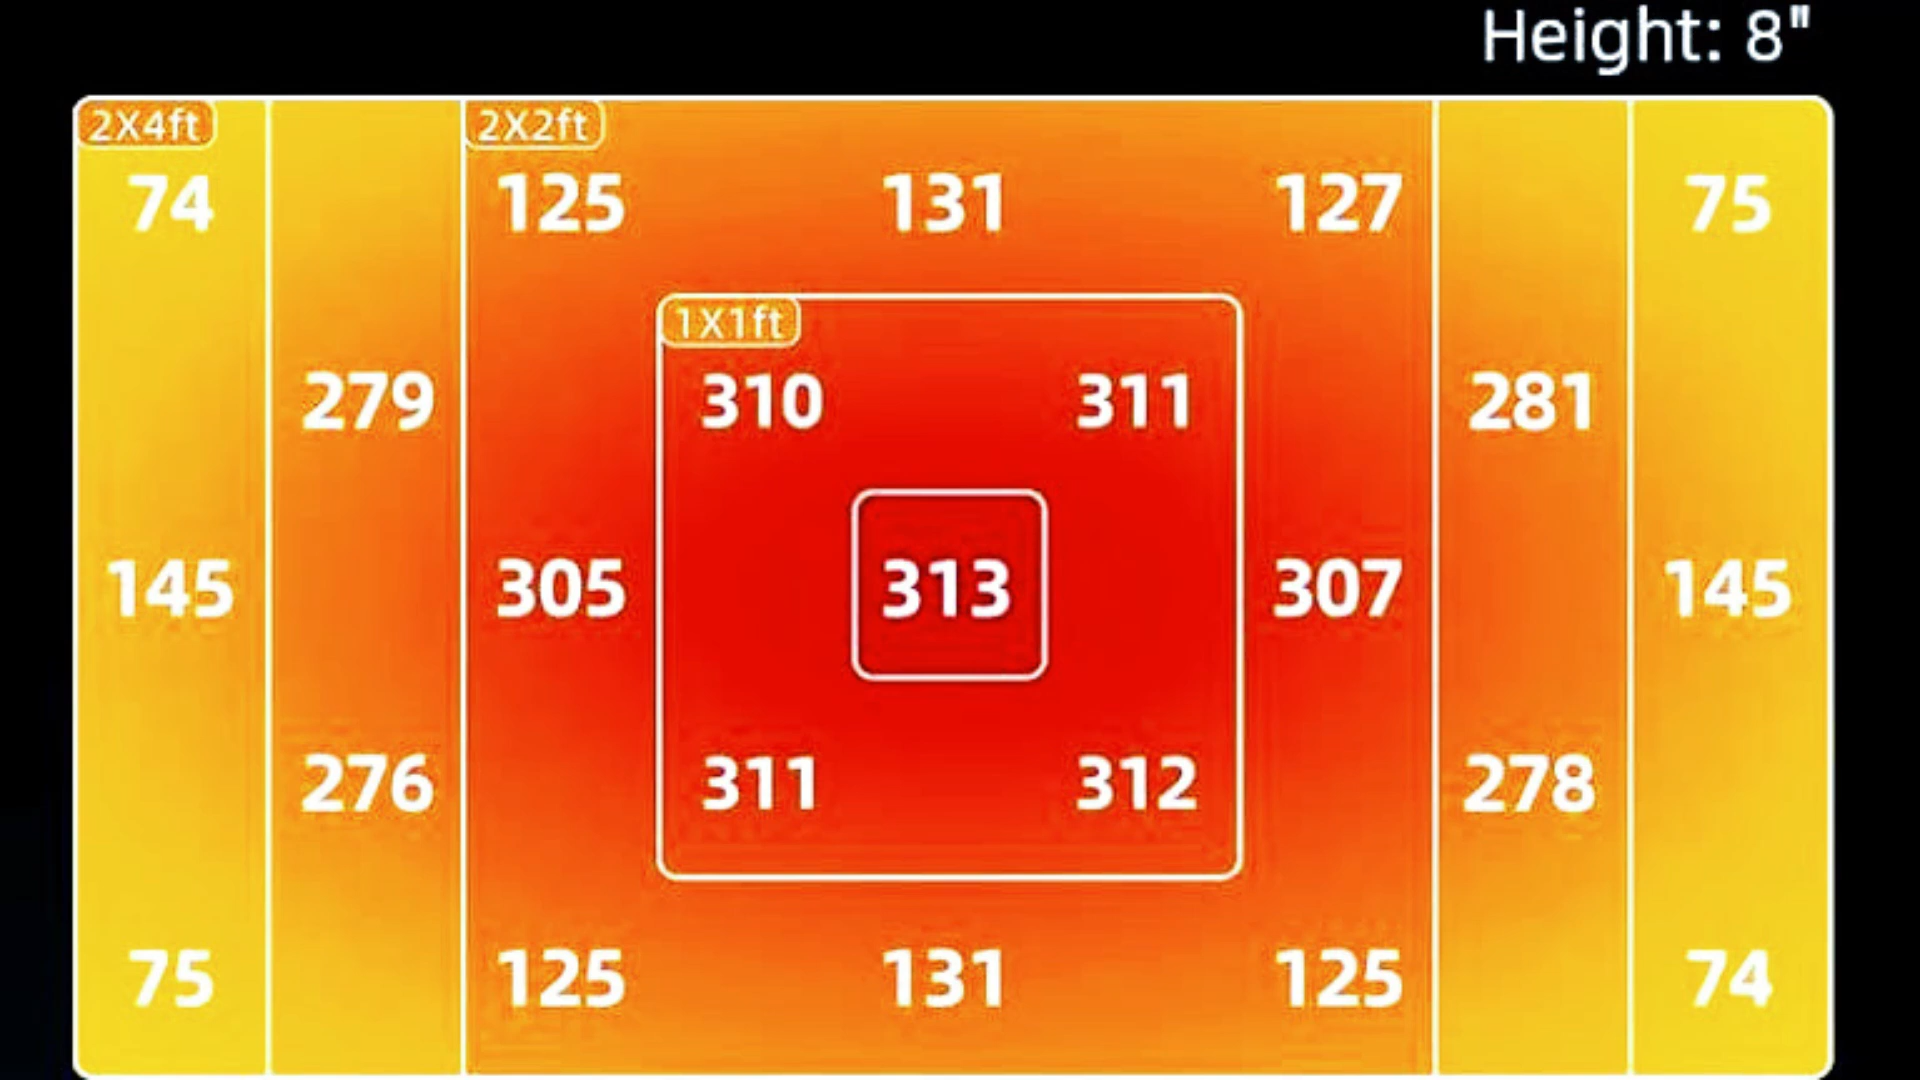 Height: 8"
2X4ft 2X2ft
74 125 131 127 75
1X1ft
279 310 311 281
145 305 313 307 145
276 311 312 278
75 125 131 125 74